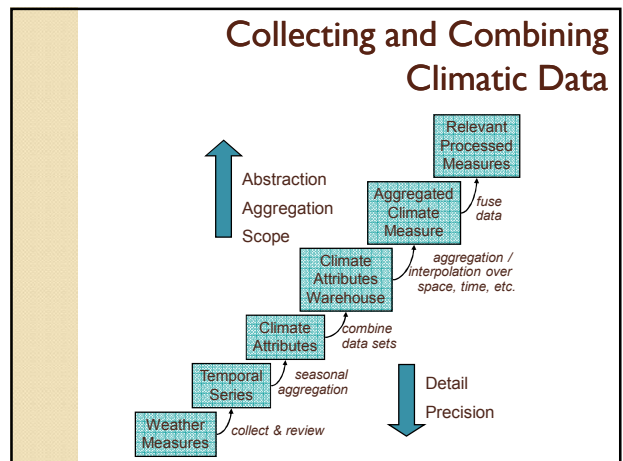 Collecting and Combining
Climatic Data
Relevant
Processed
Measures
Abstraction
Aggregation
Scope
fuse
data
Aggregated
Climate
Measure
aggregation /
interpolation over
space, time, etc.
Climate
Attributes
Warehouse
combine
data sets
Climate
Attributes
seasonal
aggregation
Temporal
Series
Detail
Precision
Weather
Measures
collect & review